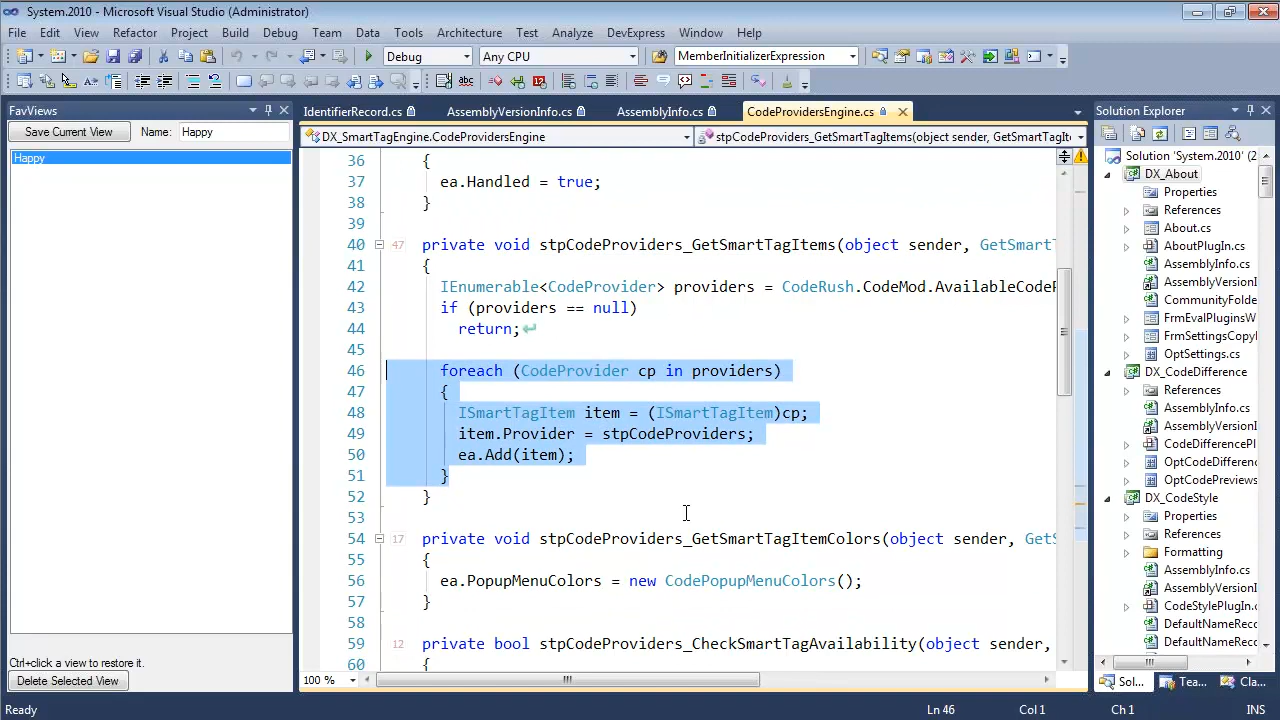 System.2010 - Microsoft Visual Studio (Administrator)
File Edit View Refactor Project Build Debug Team Data Tools Architecture Test Analyze DevExpress Window Help
Debug Any CPU MemberInitializerExpression
FavViews
Save Current View Name: Happy
Happy
Ctrl+click a view to restore it.
Delete Selected View
IdentifierRecord.cs AssemblyVersionInfo.cs AssemblyInfo.cs CodeProvidersEngine.cs
DX_SmartTagEngine.CodeProvidersEngine stpCodeProviders_GetSmartTagItems(object sender, GetSmartTagIt
36 {
37 ea.Handled = true;
38 }
39
40 47 private void stpCodeProviders_GetSmartTagItems(object sender, GetSmartT
41 {
42 IEnumerable<CodeProvider> providers = CodeRush.CodeMod.AvailableCodeP
43 if (providers == null)
44 return;
45
46 foreach (CodeProvider cp in providers)
47 {
48 ISmartTagItem item = (ISmartTagItem)cp;
49 item.Provider = stpCodeProviders;
50 ea.Add(item);
51 }
52 }
53
54 17 private void stpCodeProviders_GetSmartTagItemColors(object sender, GetS
55 {
56 ea.PopupMenuColors = new CodePopupMenuColors();
57 }
58
59 12 private bool stpCodeProviders_CheckSmartTagAvailability(object sender,
60 {
100 %
Solution Explorer
Solution 'System.2010' (2
DX_About
Properties
References
About.cs
AboutPlugIn.cs
AssemblyInfo.cs
AssemblyVersionI
CommunityFolde
FrmEvalPluginsW
FrmSettingsCopy
OptSettings.cs
DX_CodeDifference
References
AssemblyInfo.cs
AssemblyVersionI
CodeDifferencePl
OptCodeDifferenc
OptCodePreviews
DX_CodeStyle
Properties
References
Formatting
AssemblyInfo.cs
AssemblyVersionI
CodeStylePlugIn.c
DefaultNameReco
DefaultNameReco
Sol... Tea... Cla...
Ready Ln 46 Col 1 Ch 1 INS